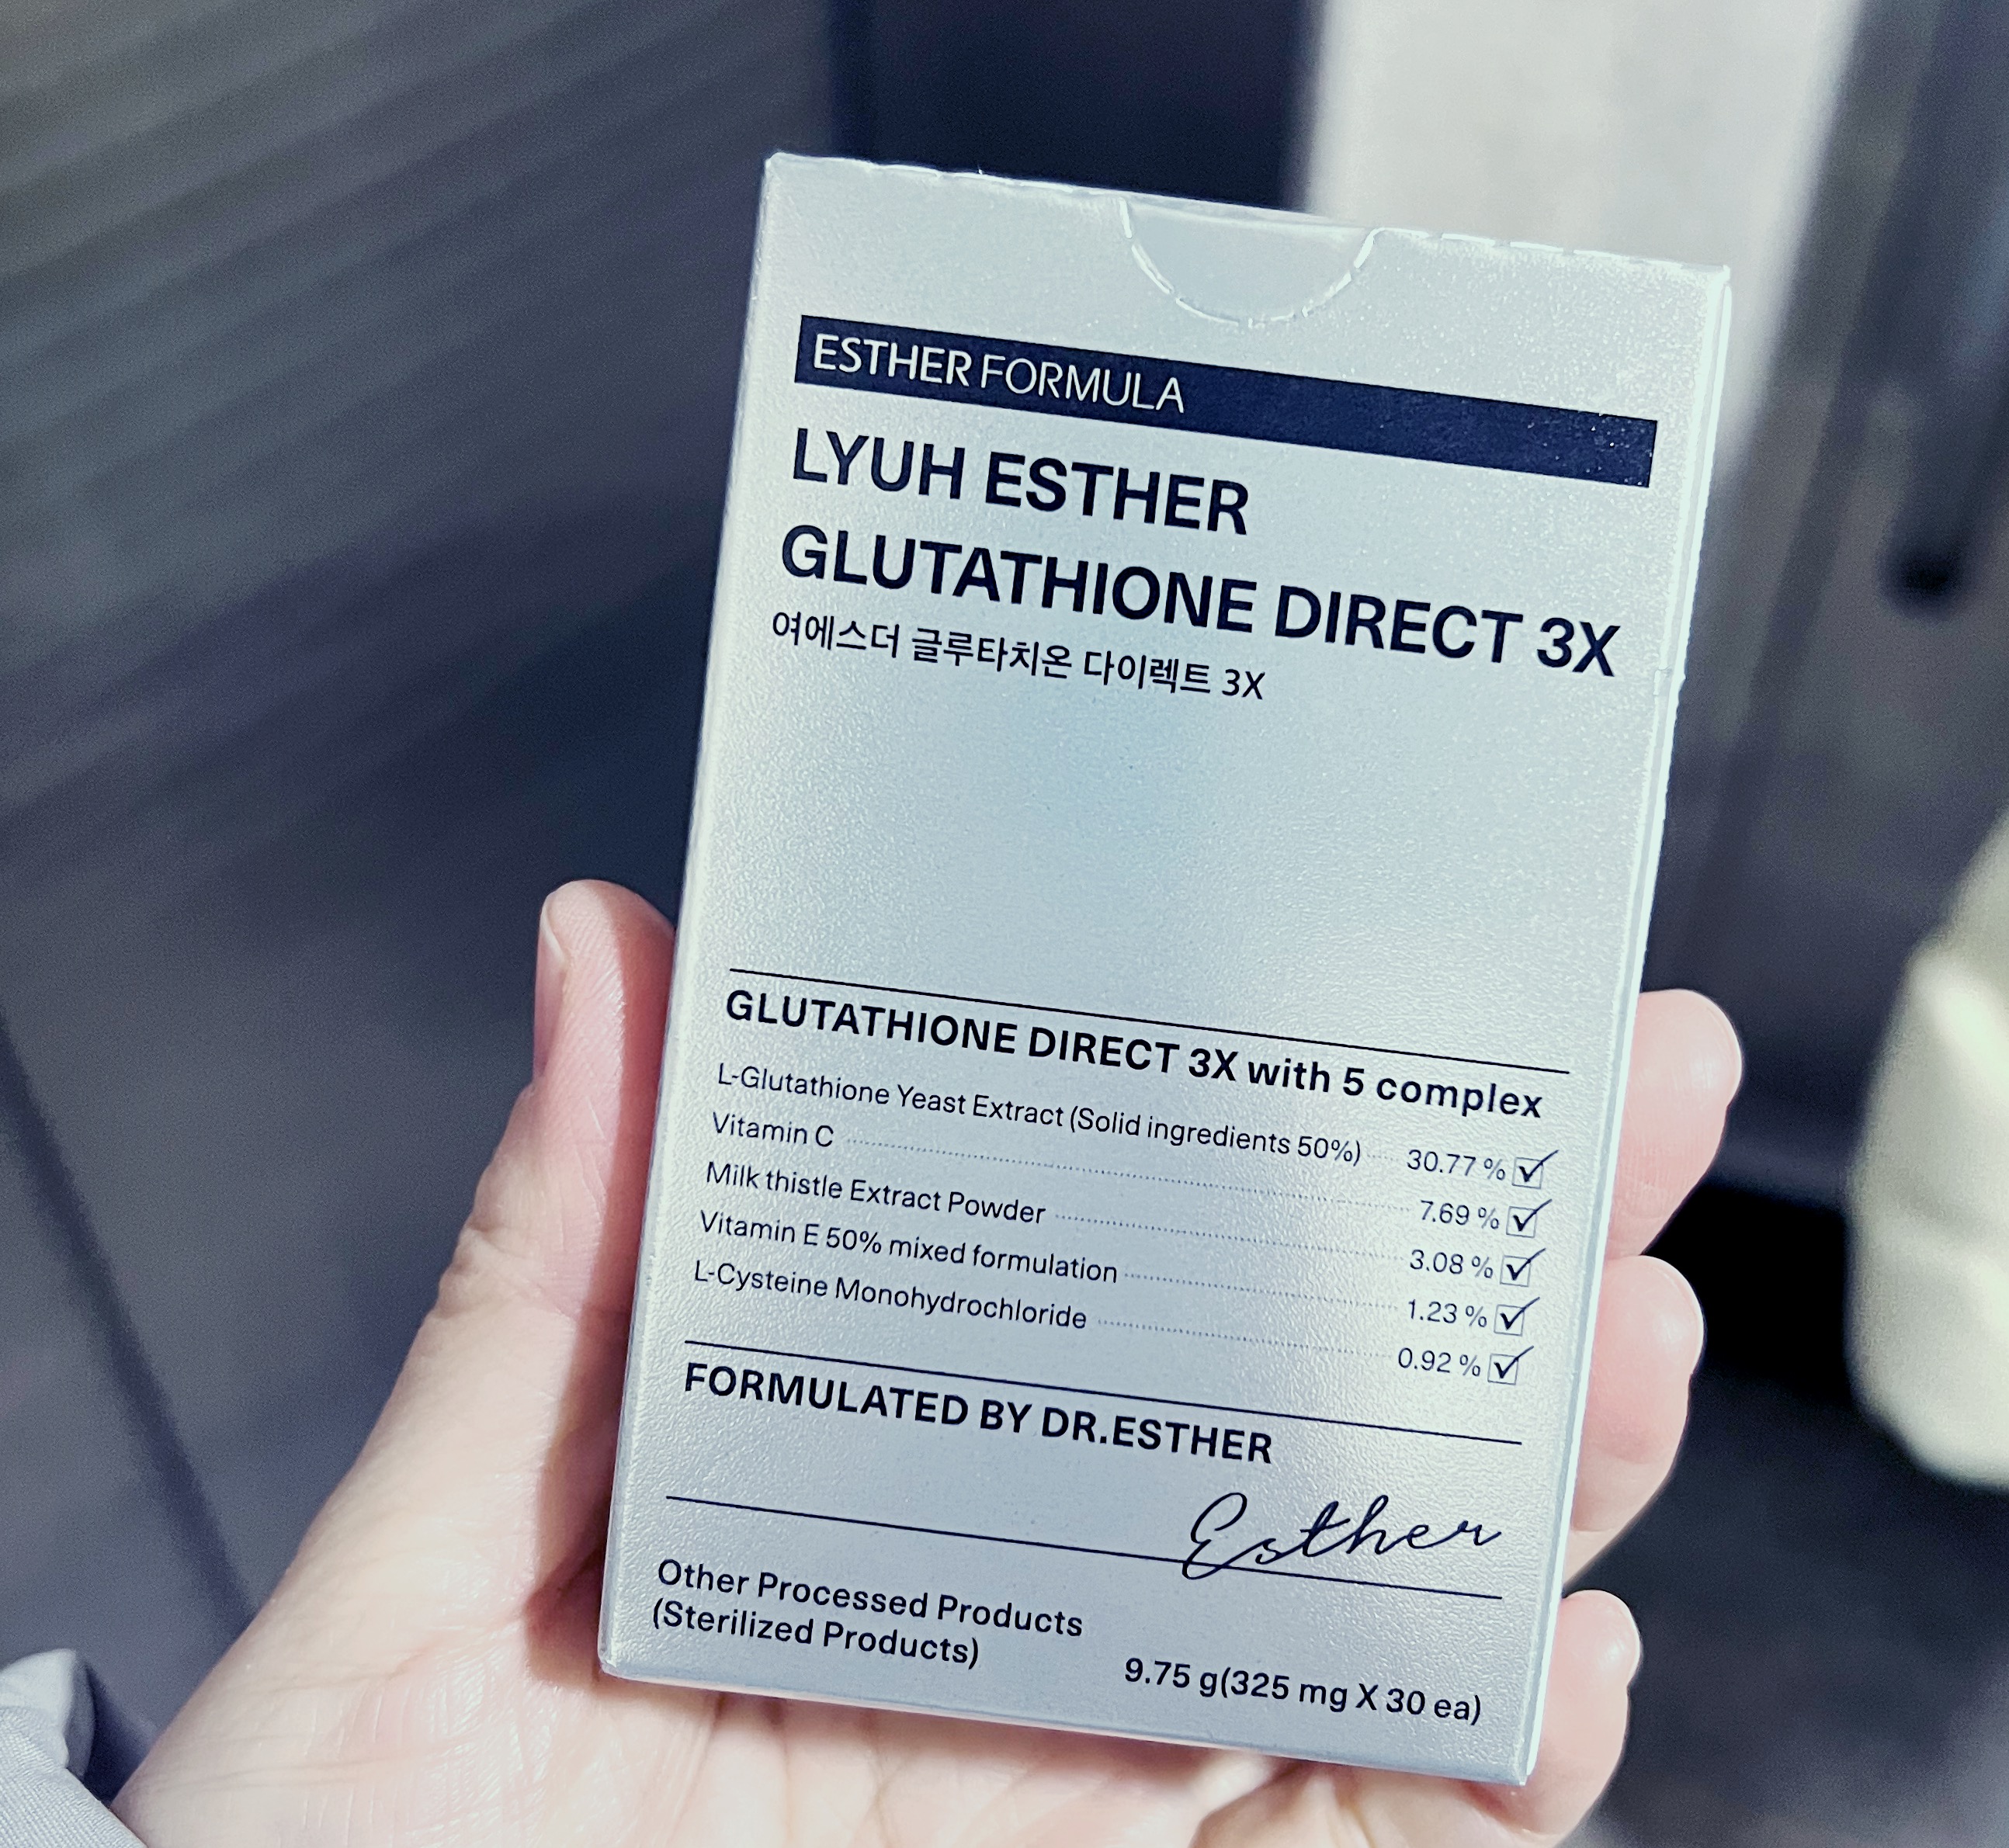 ESTHER FORMULA
LYUH ESTHER
GLUTATHIONE DIRECT 3X
여에스더 글루타치온 다이렉트 3X
GLUTATHIONE DIRECT 3X with 5 complex
L-Glutathione Yeast Extract (Solid ingredients 50%) 30.77 %
Vitamin C 7.69 %
Milk thistle Extract Powder 3.08 %
Vitamin E 50% mixed formulation 1.23 %
L-Cysteine Monohydrochloride 0.92 %
FORMULATED BY DR.ESTHER
Esther
Other Processed Products
(Sterilized Products)
9.75 g(325 mg X 30 ea)